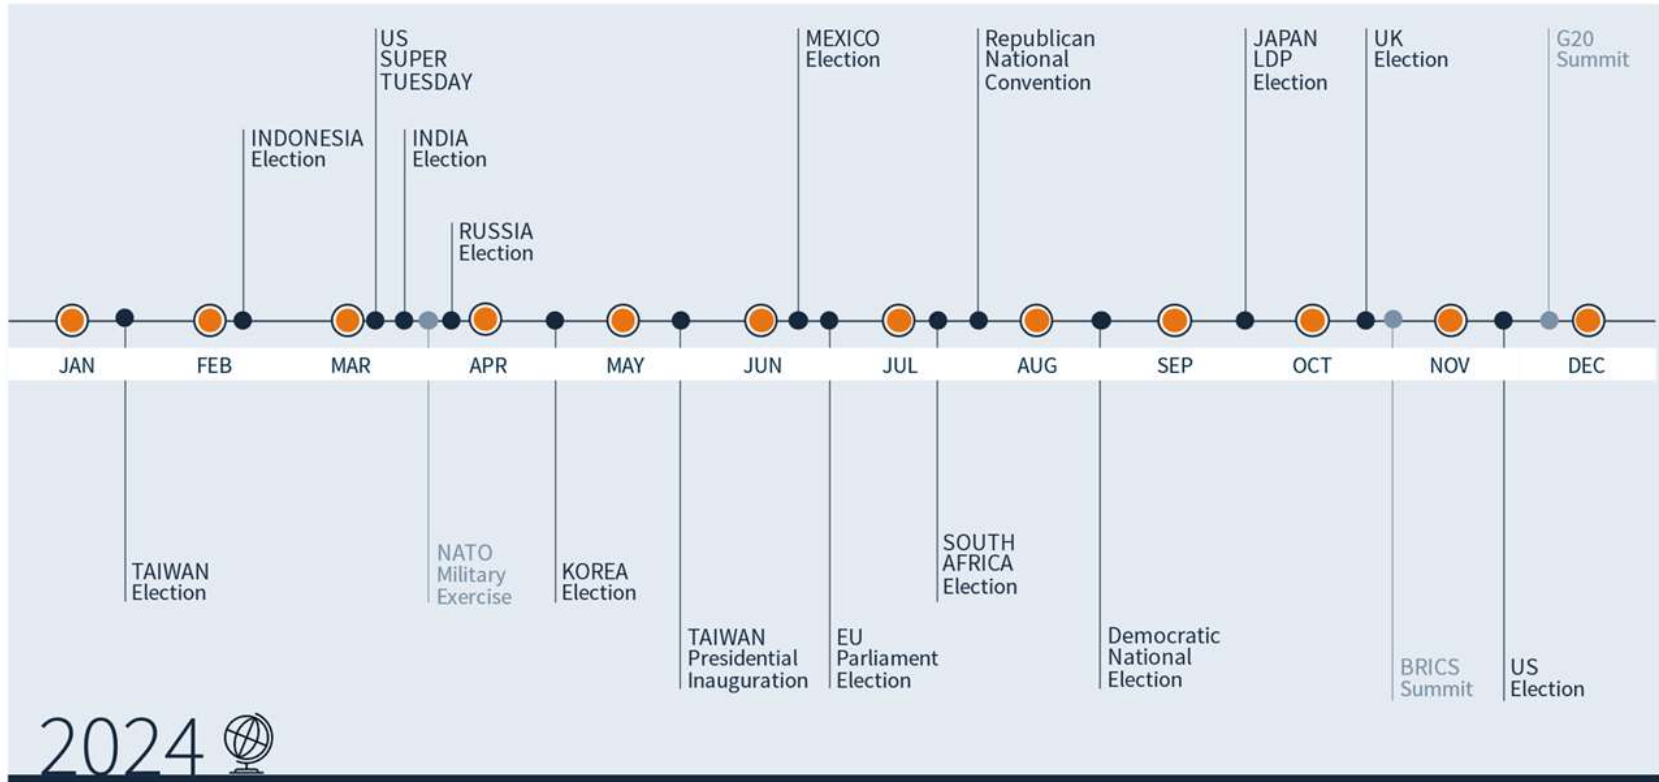 US
SUPER
TUESDAY
MEXICO
Election
Republican
National
Convention
JAPAN
LDP
Election
UK
Election
G20
Summit
INDONESIA
Election
INDIA
Election
RUSSIA
Election
JAN
FEB
MAR
APR
MAY
JUN
JUL
AUG
SEP
OCT
NOV
DEC
TAIWAN
Election
NATO
Military
Exercise
KOREA
Election
SOUTH
AFRICA
Election
TAIWAN
Presidential
Inauguration
EU
Parliament
Election
Democratic
National
Election
BRICS
Summit
US
Election
2024